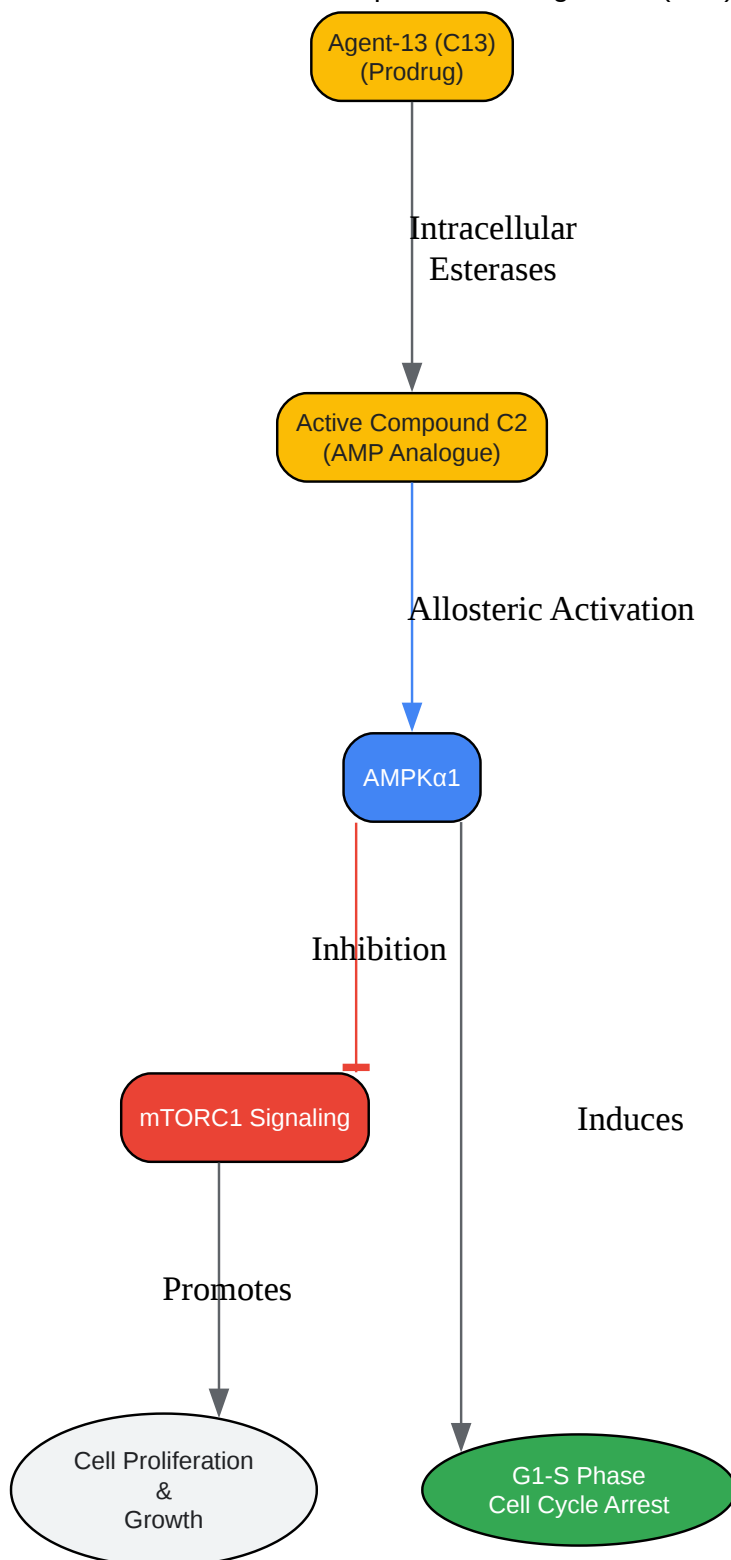 Agent-13 (C13)
(Prodrug)
Intracellular
Esterases
Active Compound C2
(AMP Analogue)
Allosteric Activation
AMPKα1
Inhibition
mTORC1 Signaling
Induces
Promotes
Cell Proliferation
&
Growth
G1-S Phase
Cell Cycle Arrest